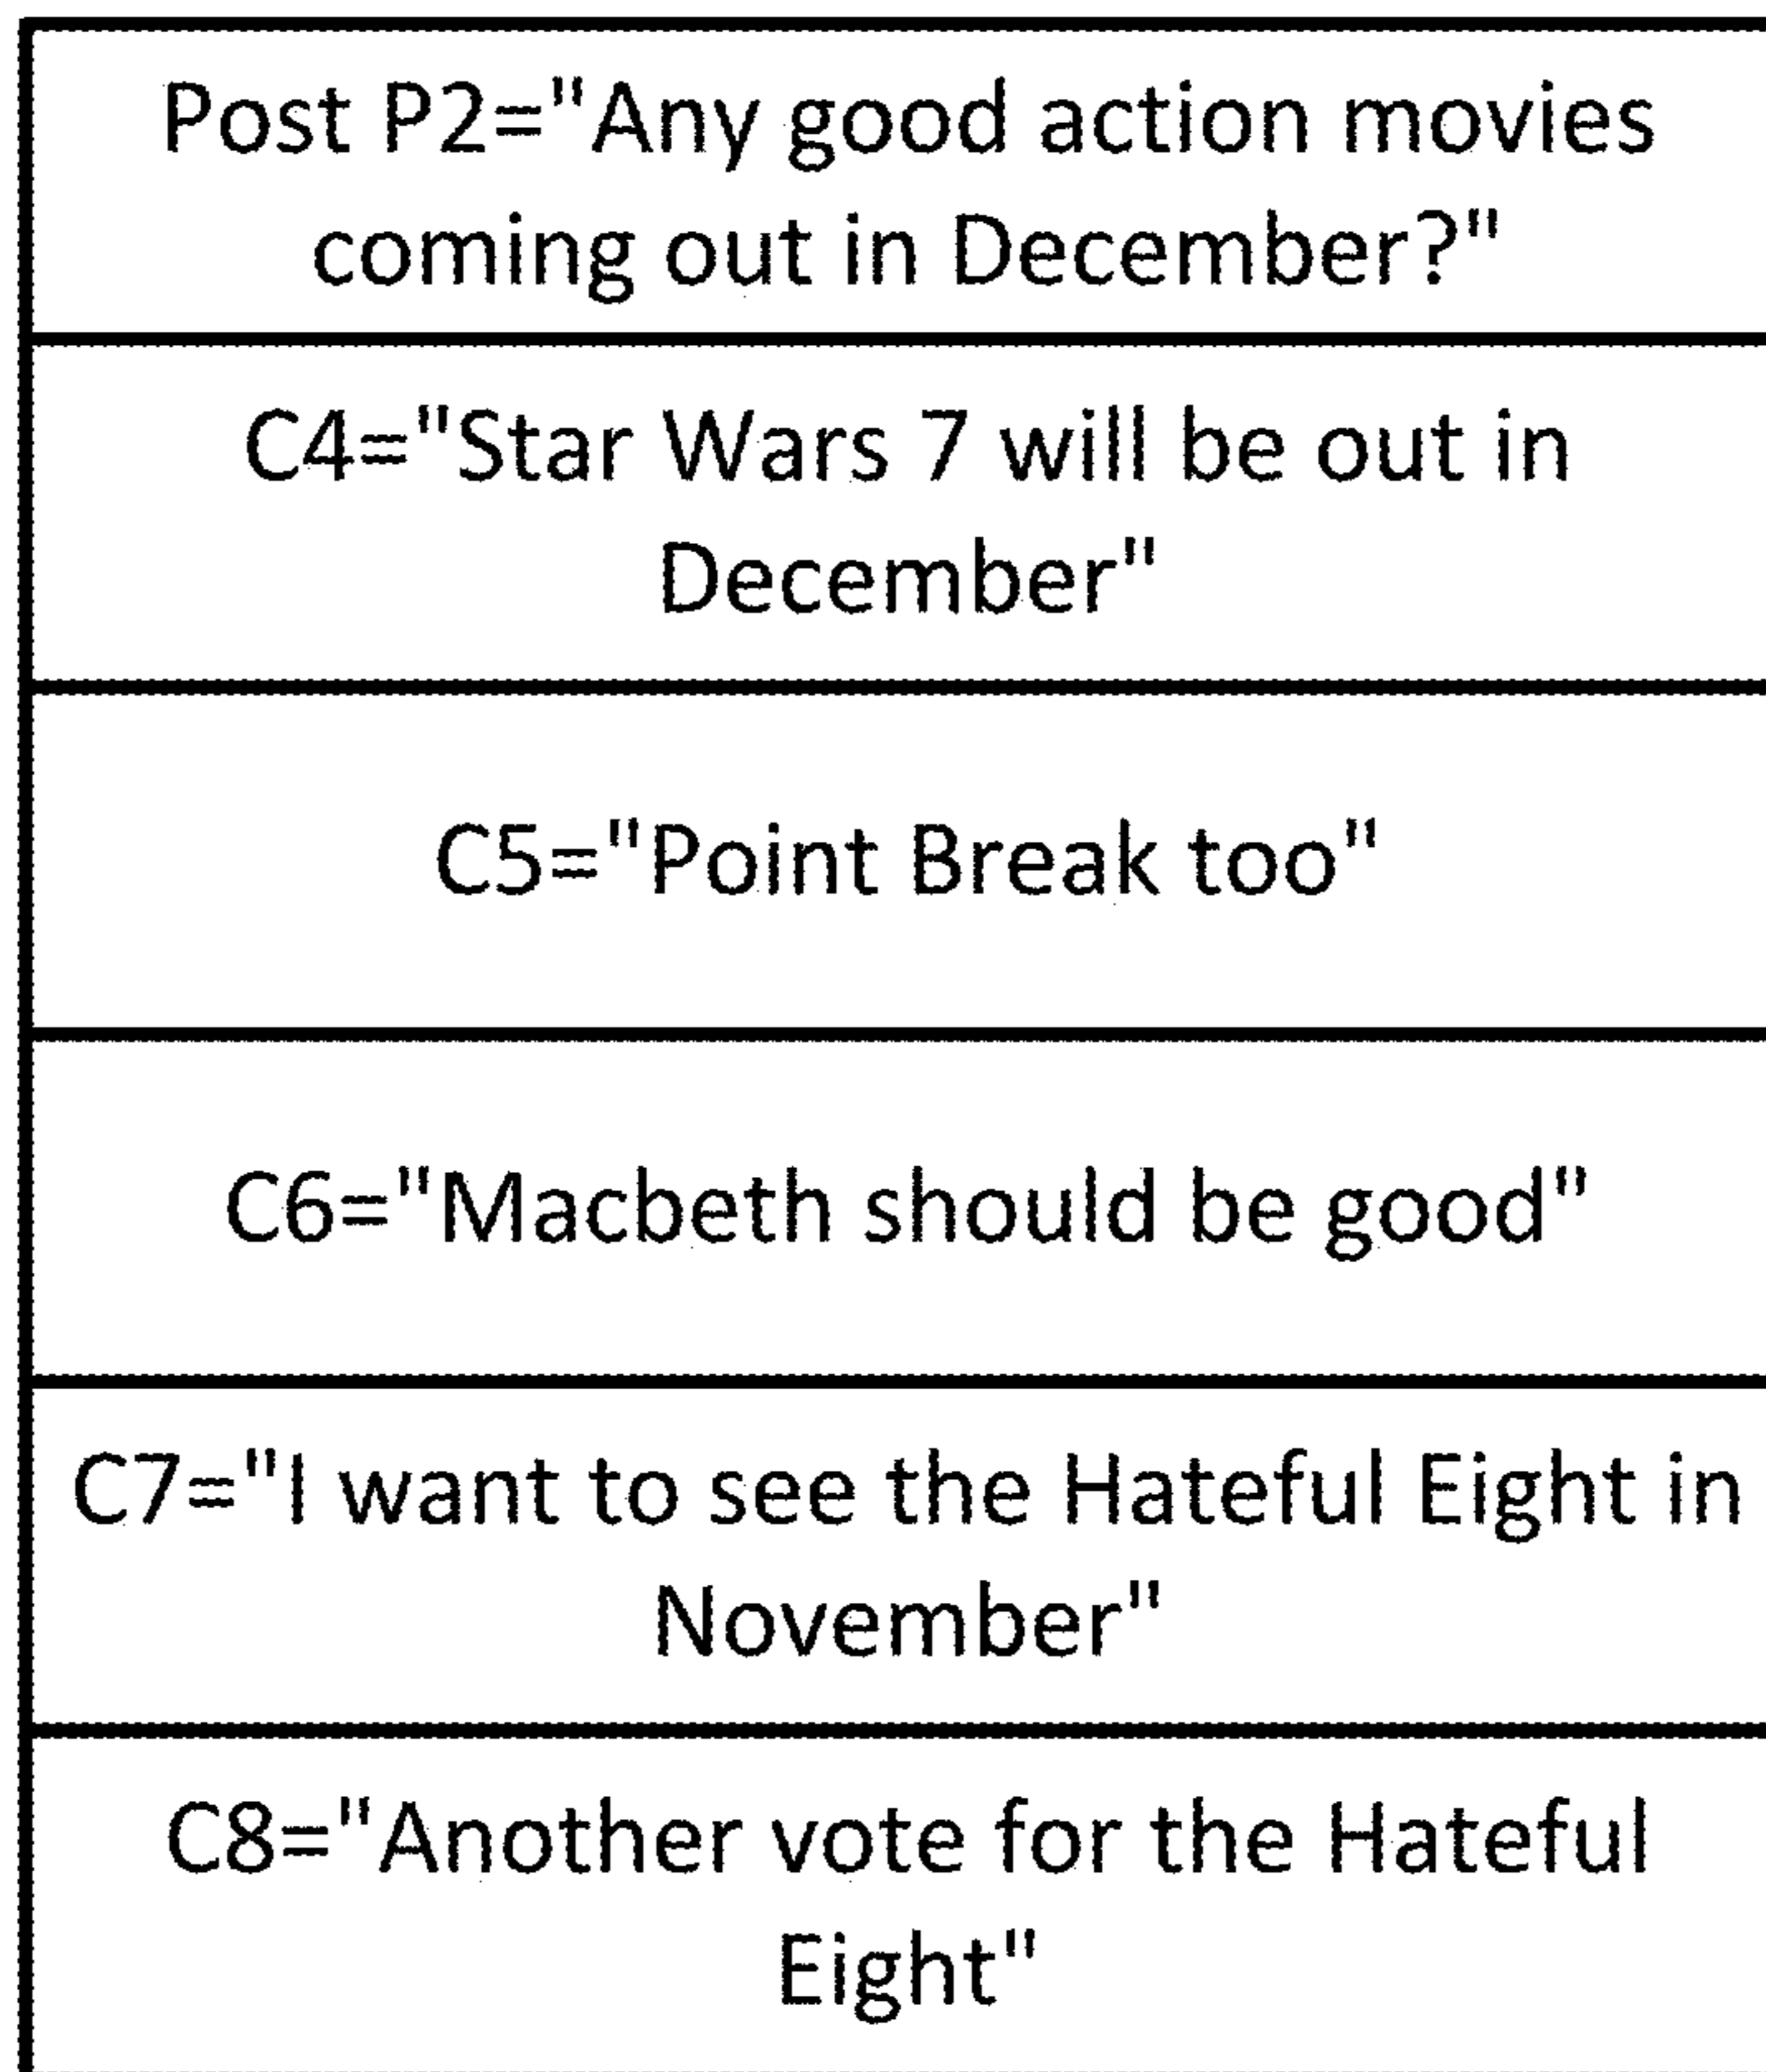 Post P2="Any good action movies
coming out in December?"
C4="Star Wars 7 will be out in
December"
C5="Point Break too"
C6="Macbeth should be good"
C7="I want to see the Hateful Eight in
November"
C8="Another vote for the Hateful
Eight"